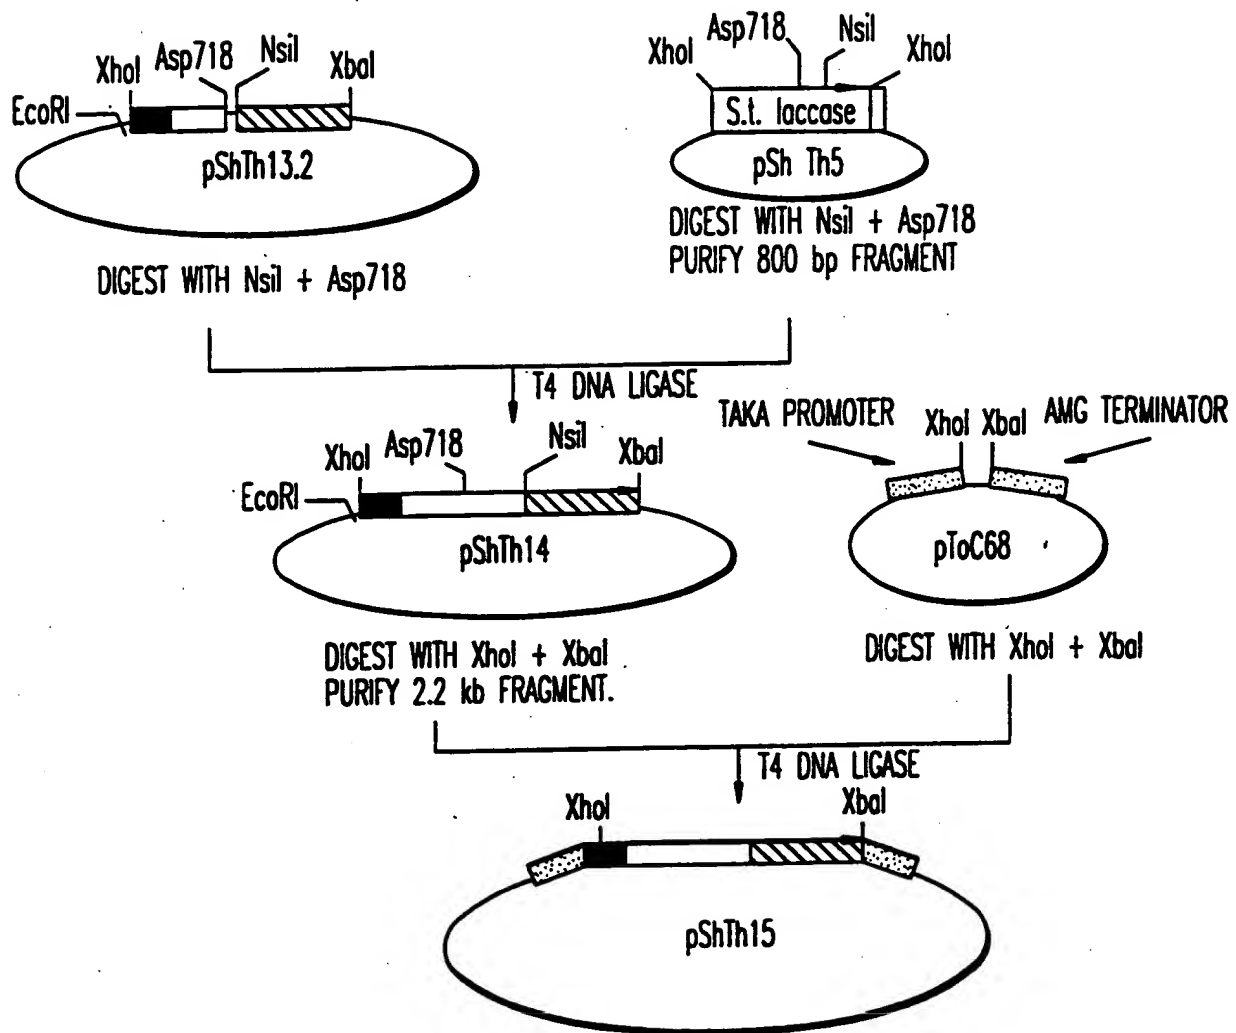 EcoRI
XhoI
Asp718
NsiI
XbaI
pShTh13.2
DIGEST WITH NsiI + Asp718
XhoI
Asp718
NsiI
XhoI
S.t. laccase
pSh Th5
DIGEST WITH NsiI + Asp718
PURIFY 800 bp FRAGMENT
T4 DNA LIGASE
EcoRI
XhoI
Asp718
NsiI
XbaI
pShTh14
DIGEST WITH XhoI + XbaI
PURIFY 2.2 kb FRAGMENT.
TAKA PROMOTER
XhoI XbaI
AMG TERMINATOR
pToC68
DIGEST WITH XhoI + XbaI
T4 DNA LIGASE
XhoI
XbaI
pShTh15